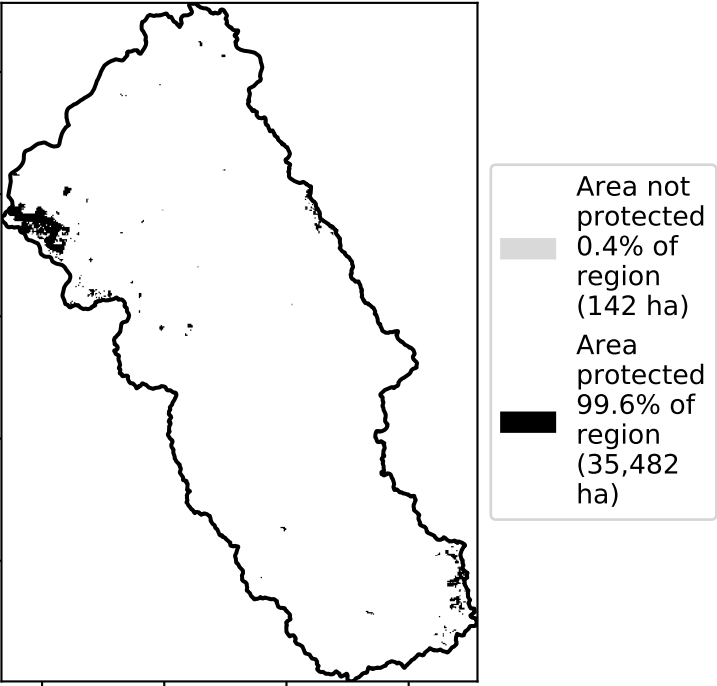 Area not
protected
0.4% of
region
(142 ha)
Area
protected
99.6% of
region
(35,482
ha)